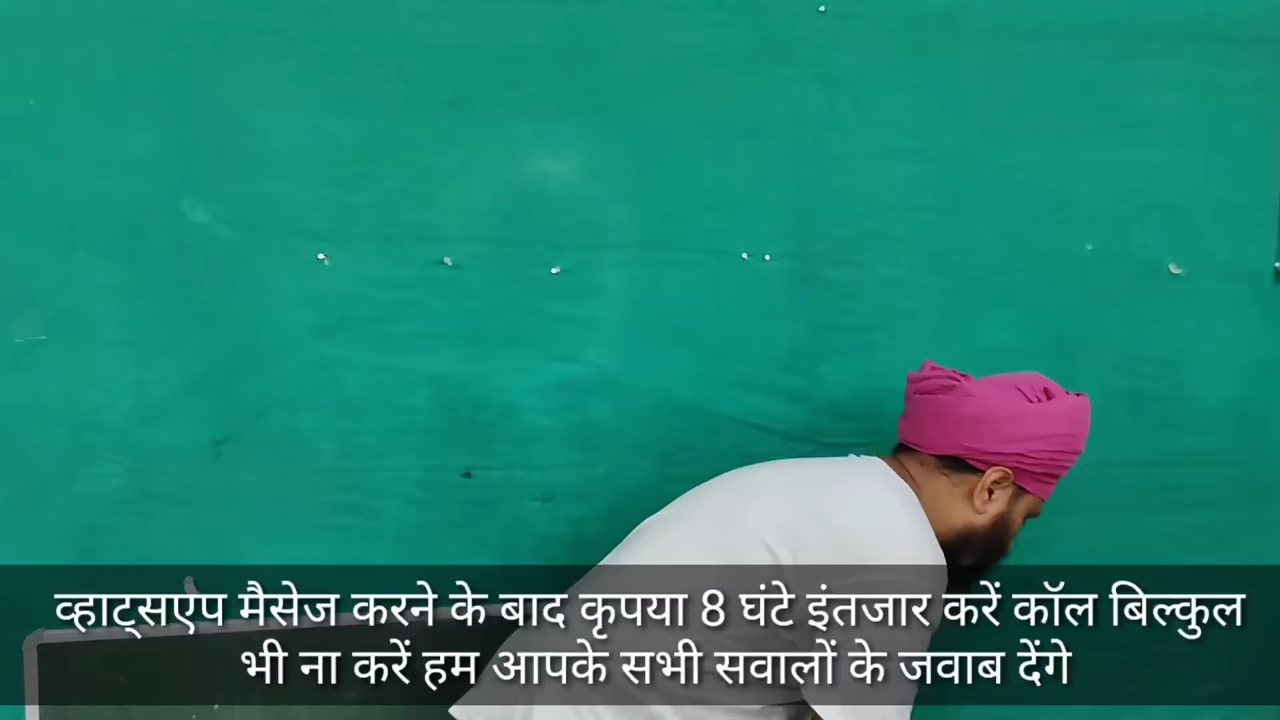 व्हाट्सएप मैसेज करने के बाद कृपया 8 घंटे इंतजार करें कॉल बिल्कुल
भी ना करें हम आपके सभी सवालों के जवाब देंगे